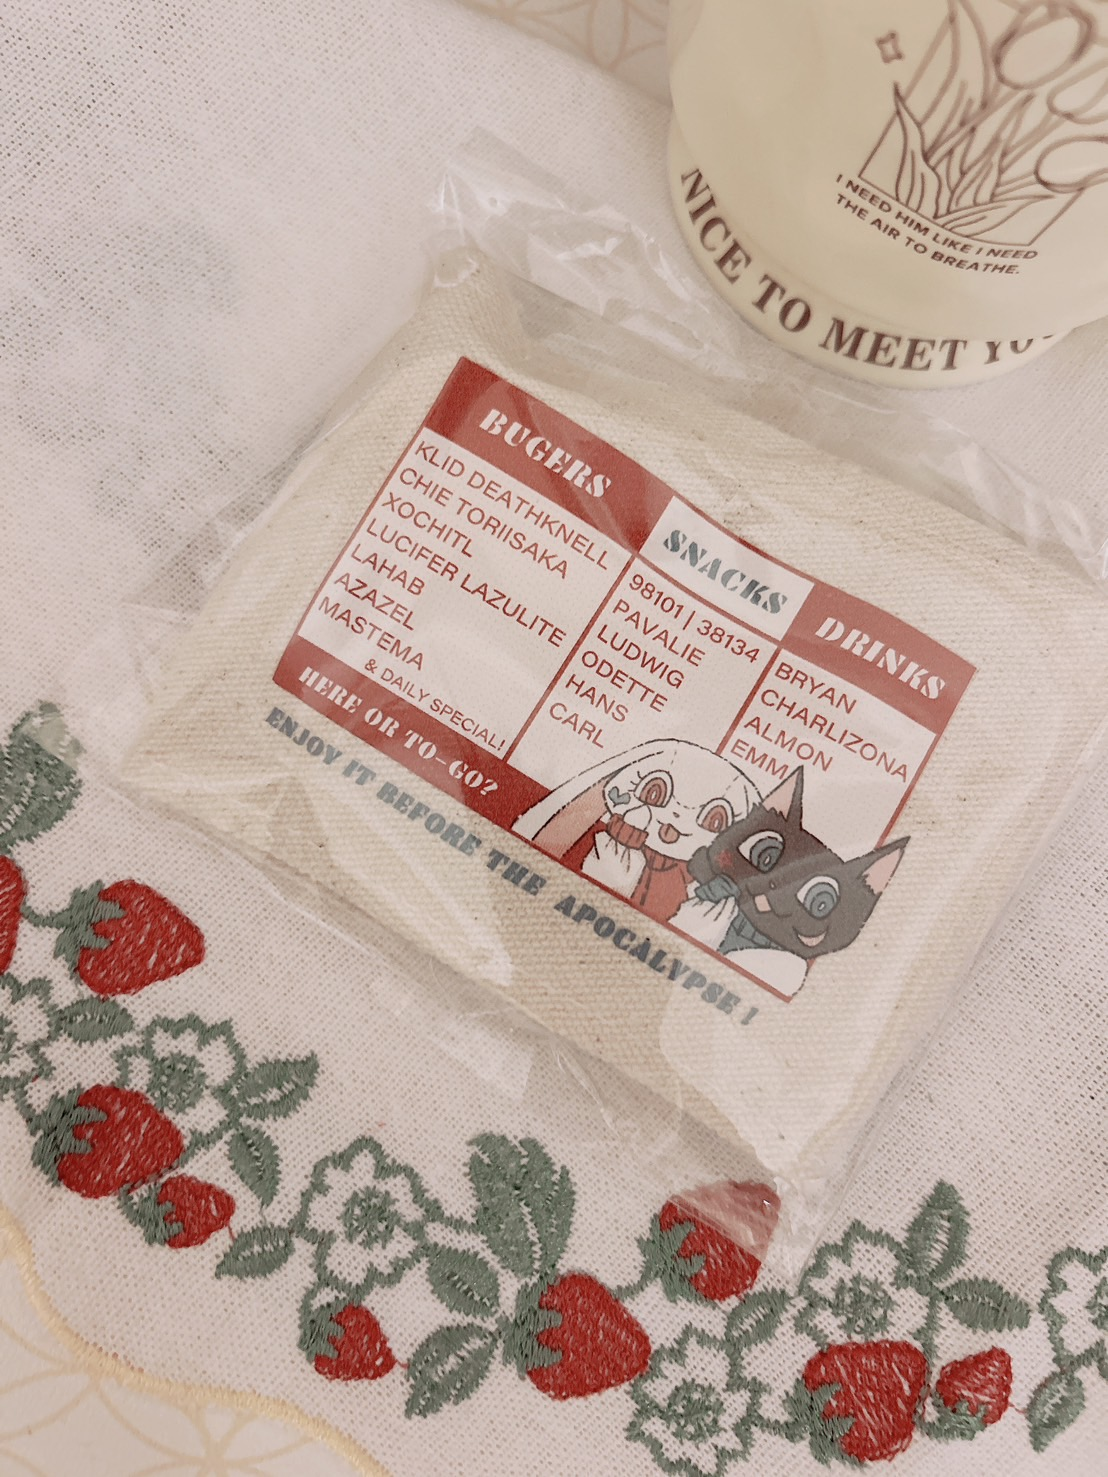 I NEED HIM LIKE I NEED
THE AIR TO BREATHE.
NICE TO MEET
BUGERS
KLID DEATHKNELL
CHIE TORIISAKA
XOCHITL
LUCIFER LAZULITE
LAHAB
AZAZEL
MASTEMA
& DAILY SPECIAL!
SNACKS
98101 | 38134
PAVALIE
LUDWIG
ODETTE
HANS
CARL
DRINKS
BRYAN
CHARLIZONA
ALMON
EMM
HERE OR TO-GO?
ENJOY IT BEFORE THE APOCALYPSE!